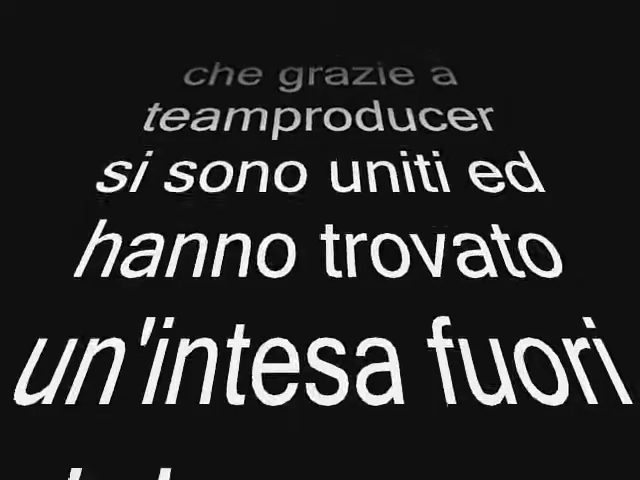 che grazie a
teamproducer
si sono uniti ed
hanno trovato
un'intesa fuori